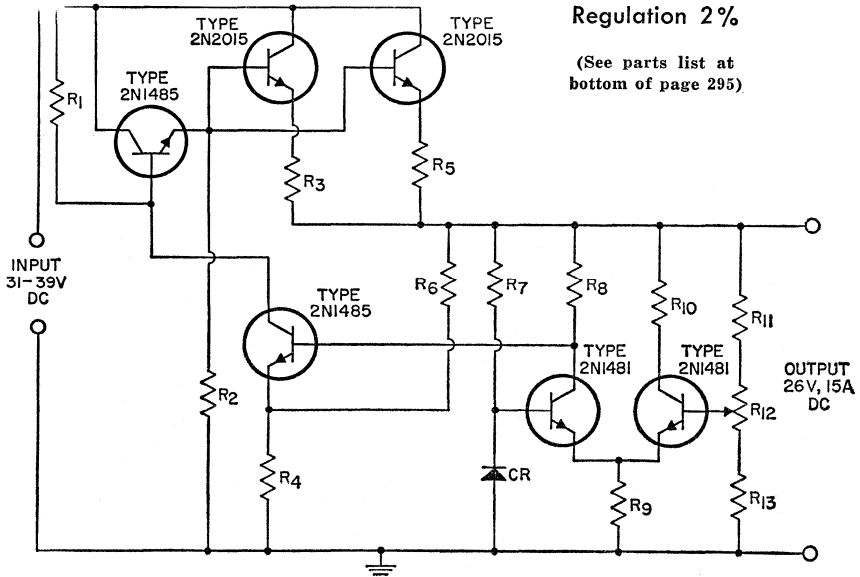 Regulation 2%
(See parts list at
bottom of page 295)
TYPE
2N2015
TYPE
2N2015
TYPE
2N1485
R1
R3
R5
INPUT
31-39V
DC
TYPE
2N1485
R6
R7
R8
R10
R11
TYPE
2N1481
TYPE
2N1481
OUTPUT
26V, 15A
DC
R2
R12
R4
CR
R9
R13